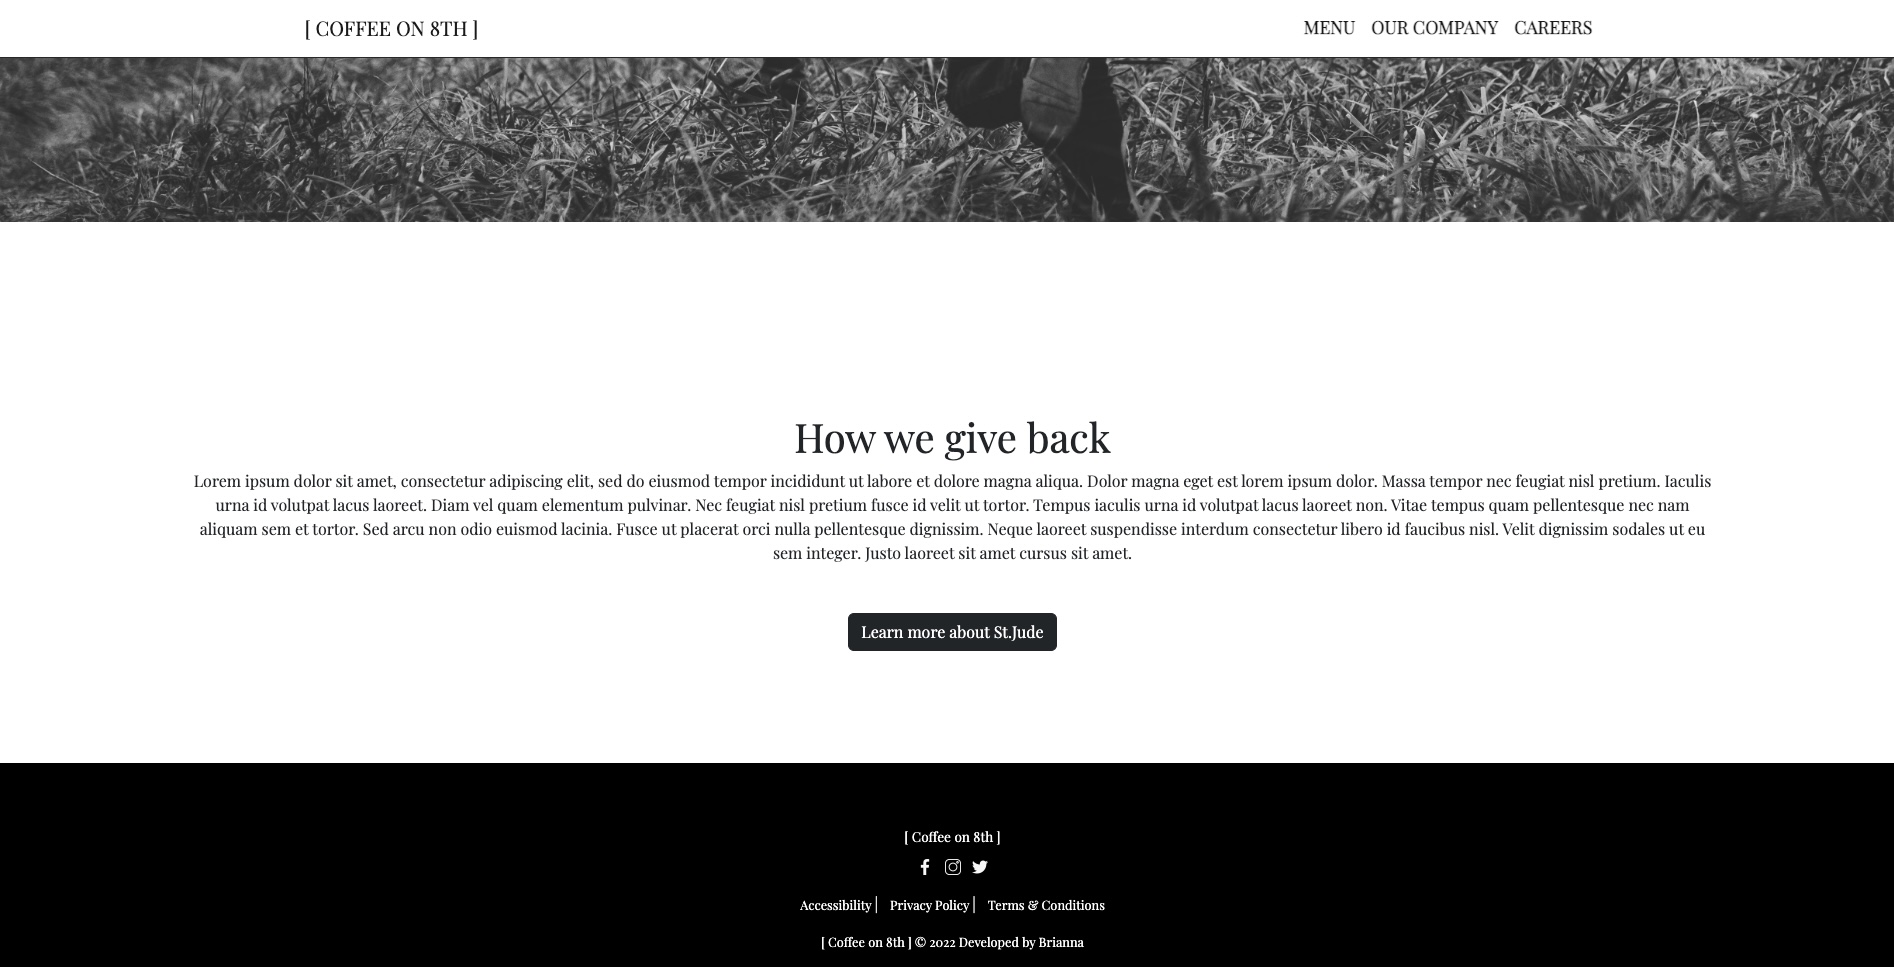 [ COFFEE ON 8TH ]
MENU OUR COMPANY CAREERS
How we give back
Lorem ipsum dolor sit amet, consectetur adipiscing elit, sed do eiusmod tempor incididunt ut labore et dolore magna aliqua. Dolor magna eget est lorem ipsum dolor. Massa tempor nec feugiat nisl pretium. Iaculis
urna id volutpat lacus laoreet. Diam vel quam elementum pulvinar. Nec feugiat nisl pretium fusce id velit ut tortor. Tempus iaculis urna id volutpat lacus laoreet non. Vitae tempus quam pellentesque nec nam
aliquam sem et tortor. Sed arcu non odio euismod lacinia. Fusce ut placerat orci nulla pellentesque dignissim. Neque laoreet suspendisse interdum consectetur libero id faucibus nisl. Velit dignissim sodales ut eu
sem integer. Justo laoreet sit amet cursus sit amet.
Learn more about St.Jude
[ Coffee on 8th ]
Accessibility | Privacy Policy | Terms & Conditions
[ Coffee on 8th ] © 2022 Developed by Brianna